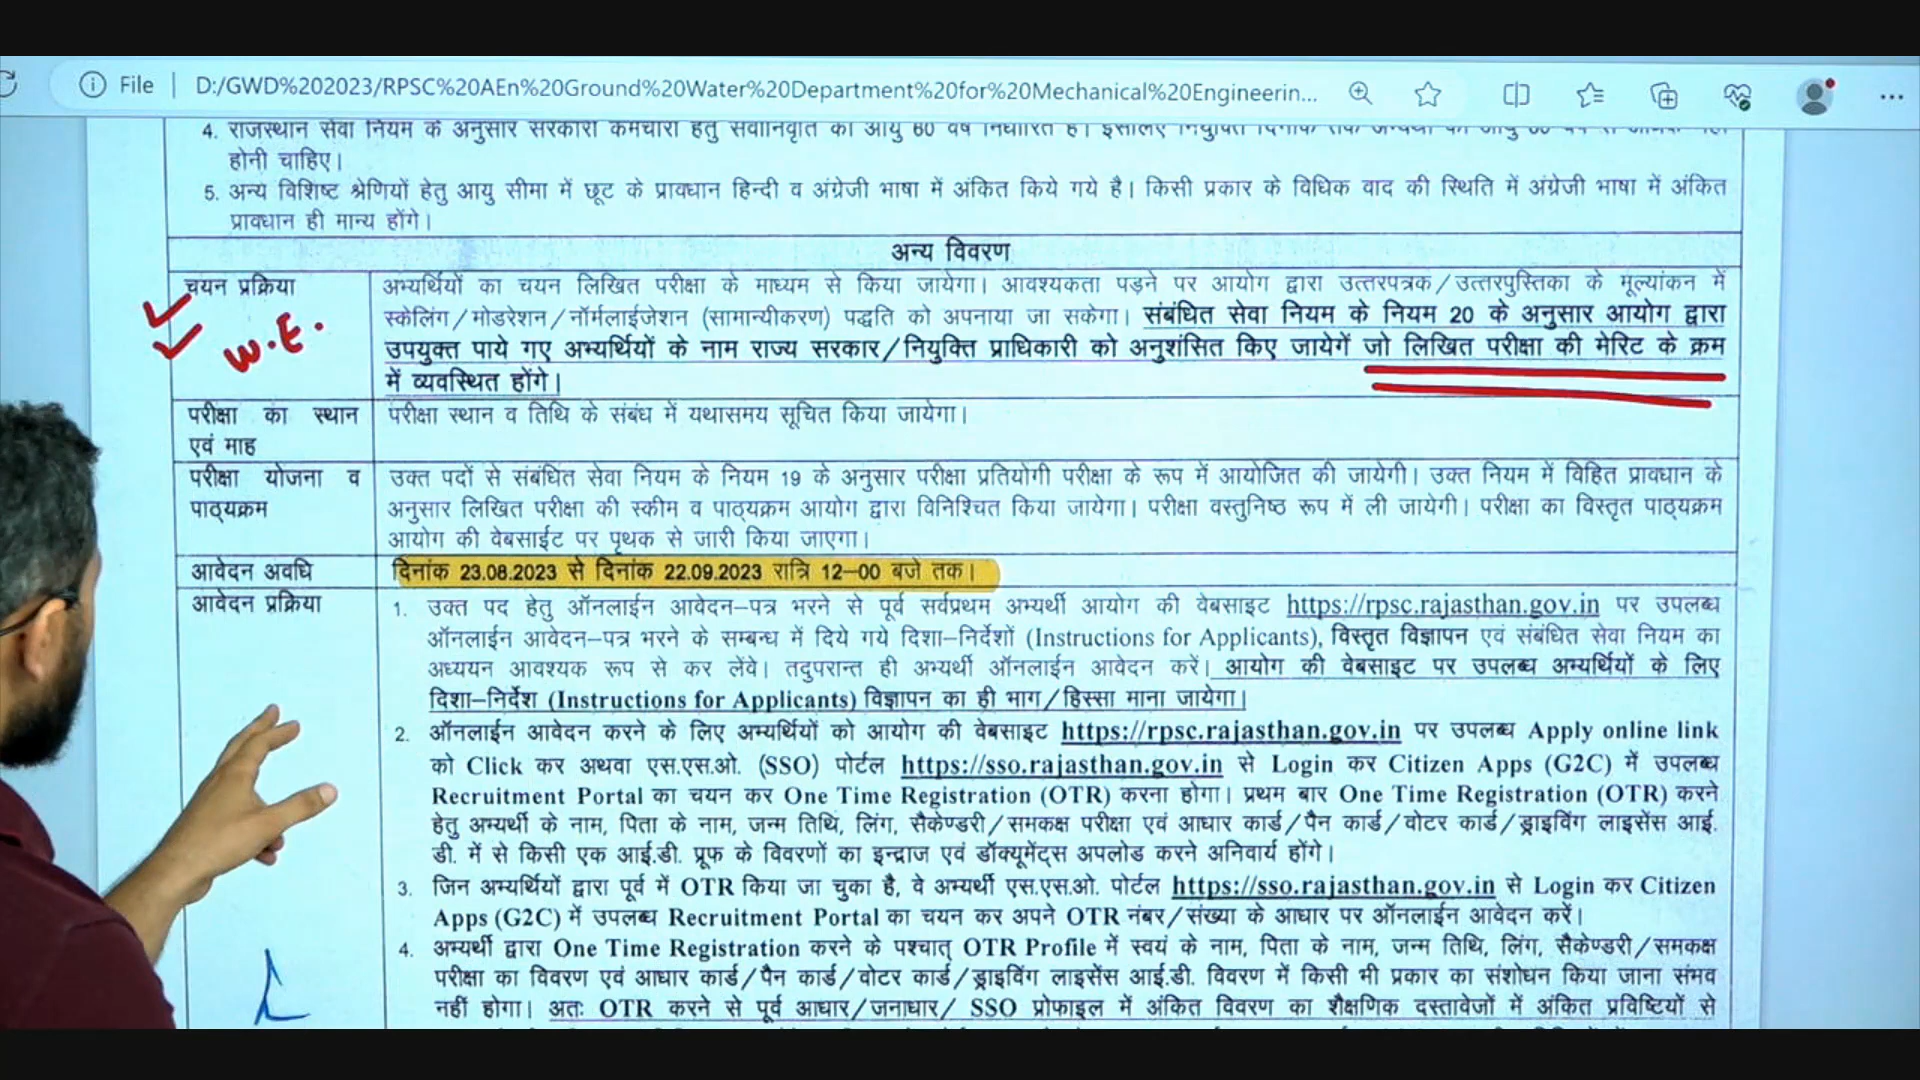 File
D:/GWD%202023/RPSC%20AEn%20Ground%20Water%20Department%20for%20Mechanical%20Engineerin...
4. राजस्थान सेवा नियम के अनुसार सरकारी कर्मचारी हेतु सेवानिवृति की आयु 60 वर्ष निर्धारित है। इसलिए नियुक्ति दिनांक तक
होनी चाहिए।
5. अन्य विशिष्ट श्रेणियों हेतु आयु सीमा में छूट के प्रावधान हिन्दी व अंग्रेजी भाषा में अंकित किये गये है। किसी प्रकार के विधिक वाद की स्थिति में अंग्रेजी भाषा में अंकित
प्रावधान ही मान्य होंगे।
अन्य विवरण
चयन प्रक्रिया
W.E.
अभ्यर्थियों का चयन लिखित परीक्षा के माध्यम से किया जायेगा। आवश्यकता पड़ने पर आयोग द्वारा उत्तरपत्रक/उत्तरपुस्तिका के मूल्यांकन में
स्केलिंग/मोडरेशन/नॉर्मलाईजेशन (सामान्यीकरण) पद्धति को अपनाया जा सकेगा। संबंधित सेवा नियम के नियम 20 के अनुसार आयोग द्वारा
उपयुक्त पाये गए अभ्यर्थियों के नाम राज्य सरकार/नियुक्ति प्राधिकारी को अनुशंसित किए जायेगें जो लिखित परीक्षा की मेरिट के क्रम
में व्यवस्थित होंगे।
परीक्षा का स्थान
एवं माह
परीक्षा स्थान व तिथि के संबंध में यथासमय सूचित किया जायेगा।
परीक्षा योजना व
पाठ्यक्रम
उक्त पदों से संबंधित सेवा नियम के नियम 19 के अनुसार परीक्षा प्रतियोगी परीक्षा के रूप में आयोजित की जायेगी। उक्त नियम में विहित प्रावधान के
अनुसार लिखित परीक्षा की स्कीम व पाठ्यक्रम आयोग द्वारा विनिश्चित किया जायेगा। परीक्षा वस्तुनिष्ठ रूप में ली जायेगी। परीक्षा का विस्तृत पाठ्यक्रम
आयोग की वेबसाईट पर पृथक से जारी किया जाएगा।
आवेदन अवधि
दिनांक 23.08.2023 से दिनांक 22.09.2023 रात्रि 12–00 बजे तक।
आवेदन प्रक्रिया
1. उक्त पद हेतु ऑनलाईन आवेदन–पत्र भरने से पूर्व सर्वप्रथम अभ्यर्थी आयोग की वेबसाइट https://rpsc.rajasthan.gov.in पर उपलब्ध
ऑनलाईन आवेदन–पत्र भरने के सम्बन्ध में दिये गये दिशा–निर्देशों (Instructions for Applicants), विस्तृत विज्ञापन एवं संबंधित सेवा नियम का
अध्ययन आवश्यक रूप से कर लेंवे। तदुपरान्त ही अभ्यर्थी ऑनलाईन आवेदन करें। आयोग की वेबसाइट पर उपलब्ध अभ्यर्थियों के लिए
दिशा–निर्देश (Instructions for Applicants) विज्ञापन का ही भाग/हिस्सा माना जायेगा।
2. ऑनलाईन आवेदन करने के लिए अभ्यर्थियों को आयोग की वेबसाइट https://rpsc.rajasthan.gov.in पर उपलब्ध Apply online link
को Click कर अथवा एस.एस.ओ. (SSO) पोर्टल https://sso.rajasthan.gov.in से Login कर Citizen Apps (G2C) में उपलब्ध
Recruitment Portal का चयन कर One Time Registration (OTR) करना होगा। प्रथम बार One Time Registration (OTR) करने
हेतु अभ्यर्थी के नाम, पिता के नाम, जन्म तिथि, लिंग, सैकेण्डरी/समकक्ष परीक्षा एवं आधार कार्ड/पैन कार्ड/वोटर कार्ड/ड्राइविंग लाइसेंस आई.
डी. में से किसी एक आई.डी. प्रूफ के विवरणों का इन्द्राज एवं डॉक्यूमेंट्स अपलोड करने अनिवार्य होंगे।
3. जिन अभ्यर्थियों द्वारा पूर्व में OTR किया जा चुका है, वे अभ्यर्थी एस.एस.ओ. पोर्टल https://sso.rajasthan.gov.in से Login कर Citizen
Apps (G2C) में उपलब्ध Recruitment Portal का चयन कर अपने OTR नंबर/संख्या के आधार पर ऑनलाईन आवेदन करें।
4. अभ्यर्थी द्वारा One Time Registration करने के पश्चात् OTR Profile में स्वयं के नाम, पिता के नाम, जन्म तिथि, लिंग, सैकेण्डरी/समकक्ष
परीक्षा का विवरण एवं आधार कार्ड/पैन कार्ड/वोटर कार्ड/ड्राइविंग लाइसेंस आई.डी. विवरण में किसी भी प्रकार का संशोधन किया जाना संभव
नहीं होगा। अतः OTR करने से पूर्व आधार/जनाधार/ SSO प्रोफाइल में अंकित विवरण का शैक्षणिक दस्तावेजों में अंकित प्रविष्टियों से